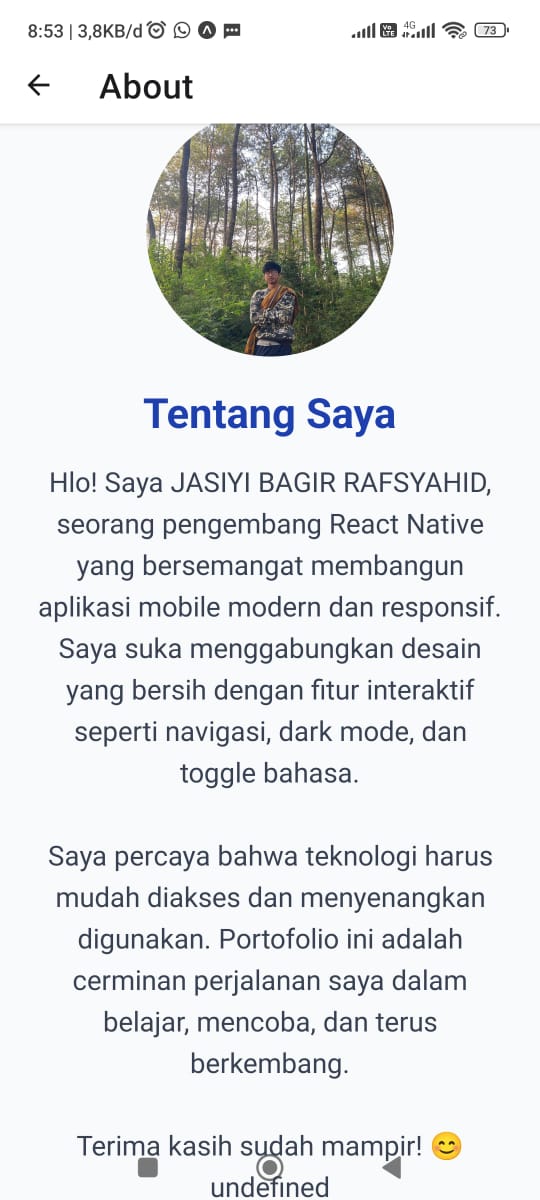 8:53 | 3,8KB/d
Vo LTE 4G 73
About
Tentang Saya
Hlo! Saya JASIYI BAGIR RAFSYAHID,
seorang pengembang React Native
yang bersemangat membangun
aplikasi mobile modern dan responsif.
Saya suka menggabungkan desain
yang bersih dengan fitur interaktif
seperti navigasi, dark mode, dan
toggle bahasa.
Saya percaya bahwa teknologi harus
mudah diakses dan menyenangkan
digunakan. Portofolio ini adalah
cerminan perjalanan saya dalam
belajar, mencoba, dan terus
berkembang.
Terima kasih sudah mampir! 😊
undefined